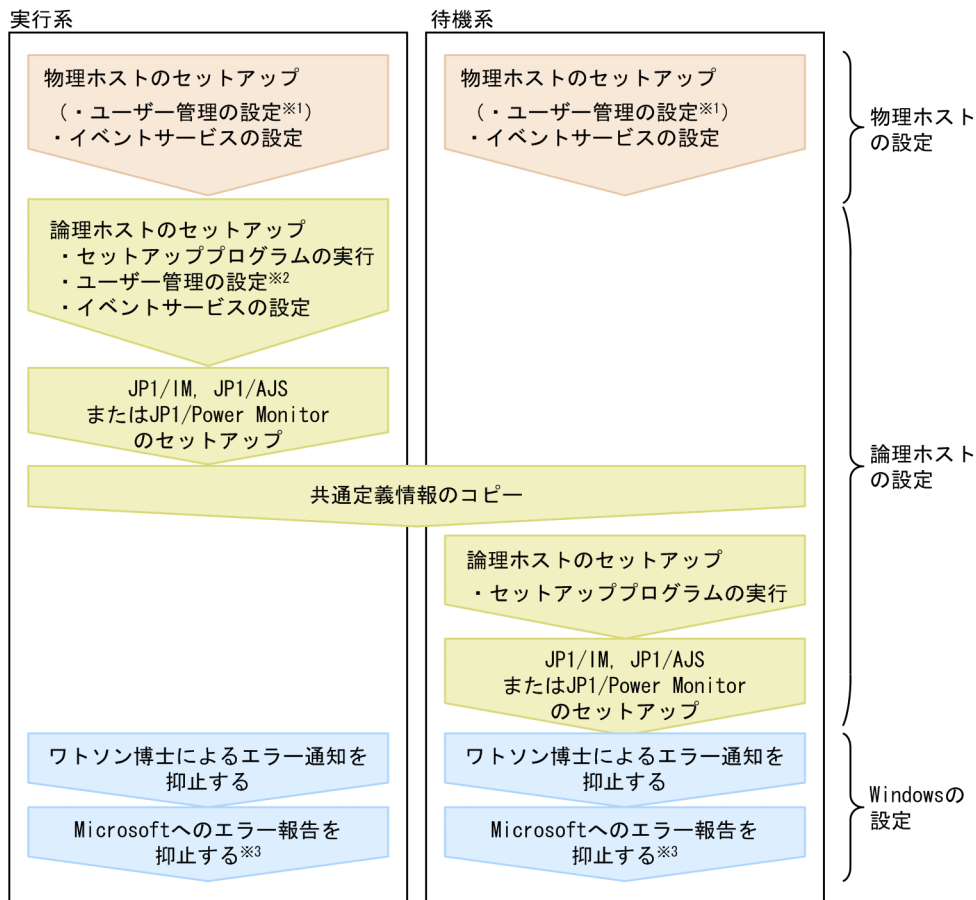 実行系
待機系
物理ホストのセットアップ
（・ユーザー管理の設定※1）
・イベントサービスの設定
物理ホストのセットアップ
（・ユーザー管理の設定※1）
・イベントサービスの設定
物理ホスト
の設定
論理ホストのセットアップ
・セットアッププログラムの実行
・ユーザー管理の設定※2
・イベントサービスの設定
JP1/IM, JP1/AJS
またはJP1/Power Monitor
のセットアップ
共通定義情報のコピー
論理ホスト
の設定
論理ホストのセットアップ
・セットアッププログラムの実行
JP1/IM, JP1/AJS
またはJP1/Power Monitor
のセットアップ
ワトソン博士によるエラー通知を
抑止する
ワトソン博士によるエラー通知を
抑止する
Microsoftへのエラー報告を
抑止する※3
Microsoftへのエラー報告を
抑止する※3
Windowsの
設定